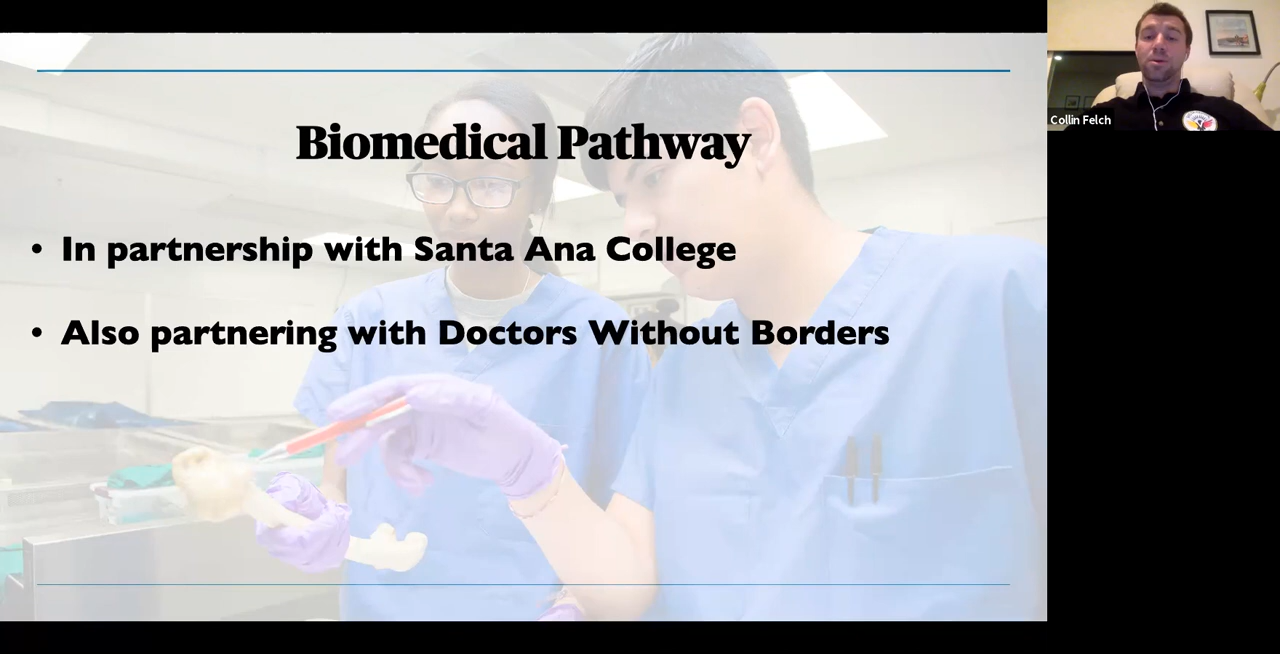 Biomedical Pathway
• In partnership with Santa Ana College
• Also partnering with Doctors Without Borders
Collin Felch